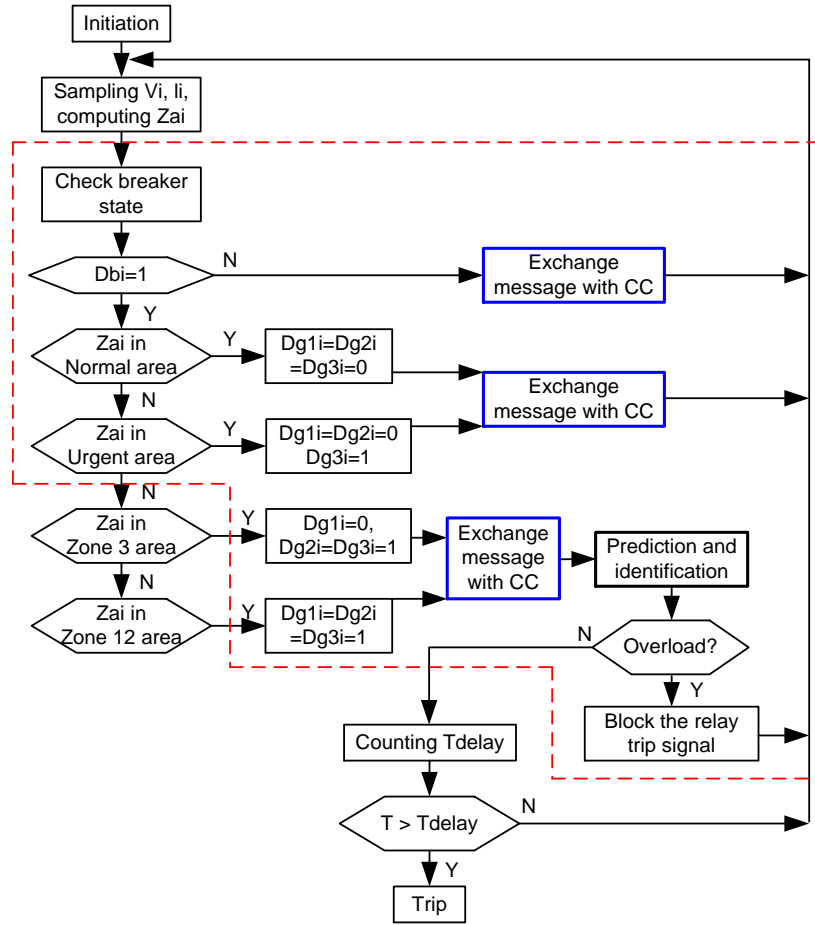 Initiation
Sampling Vi, Ii,
computing Zai
Check breaker
state
Dbi=1
N
Exchange
message with CC
Y
Zai in
Normal area
Y
Dg1i=Dg2i
=Dg3i=0
Exchange
message with CC
N
Zai in
Urgent area
Y
Dg1i=Dg2i=0
Dg3i=1
N
Zai in
Zone 3 area
Y
Dg1i=0,
Dg2i=Dg3i=1
Exchange
message
with CC
Prediction and
identification
N
Zai in
Zone 12 area
Y
Dg1i=Dg2i
=Dg3i=1
N
Overload?
Y
Block the relay
trip signal
Counting Tdelay
T > Tdelay
N
Y
Trip